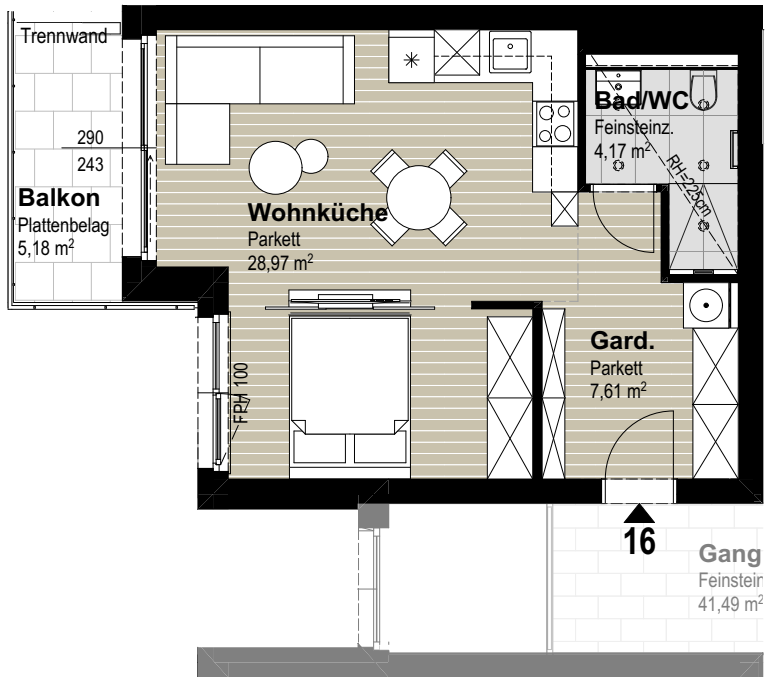 Trennwand
290
243
Balkon
Plattenbelag
5,18 m²
Wohnküche
Parkett
28,97 m²
Bad/WC
Feinsteinz.
4,17 m²
RH=225cm
FPH 100
Gard.
Parkett
7,61 m²
16
Gang
Feinstein
41,49 m²